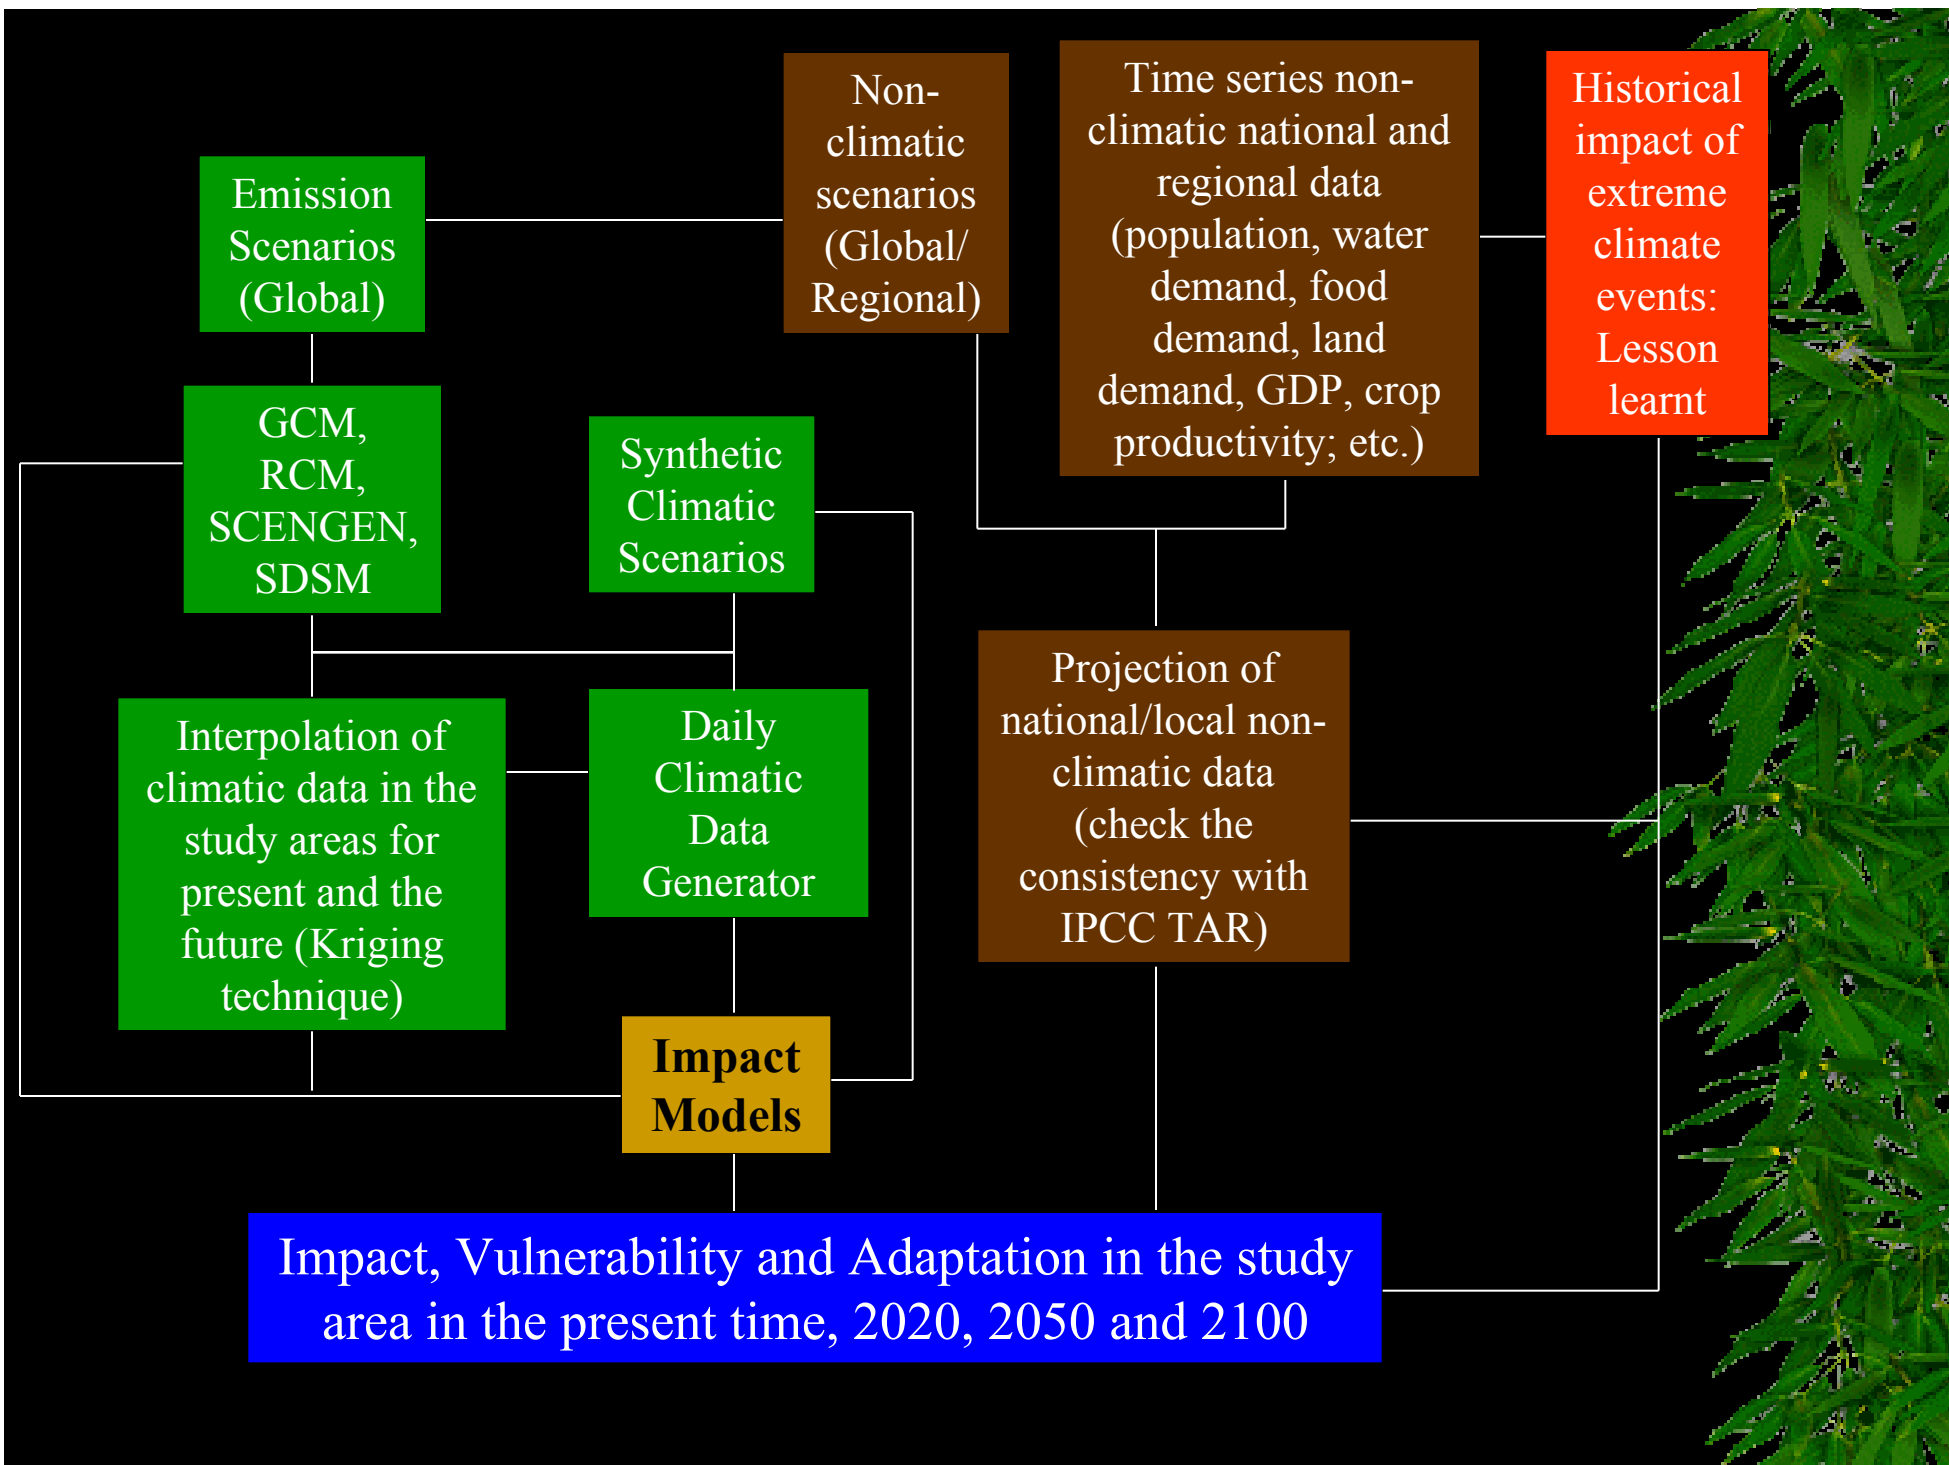 Emission
Scenarios
(Global)
Non-
climatic
scenarios
(Global/
Regional)
Time series non-
climatic national and
regional data
(population, water
demand, food
demand, land
demand, GDP, crop
productivity; etc.)
Historical
impact of
extreme
climate
events:
Lesson
learnt
GCM,
RCM,
SCENGEN,
SDSM
Synthetic
Climatic
Scenarios
Interpolation of
climatic data in the
study areas for
present and the
future (Kriging
technique)
Daily
Climatic
Data
Generator
Projection of
national/local non-
climatic data
(check the
consistency with
IPCC TAR)
Impact
Models
Impact, Vulnerability and Adaptation in the study
area in the present time, 2020, 2050 and 2100